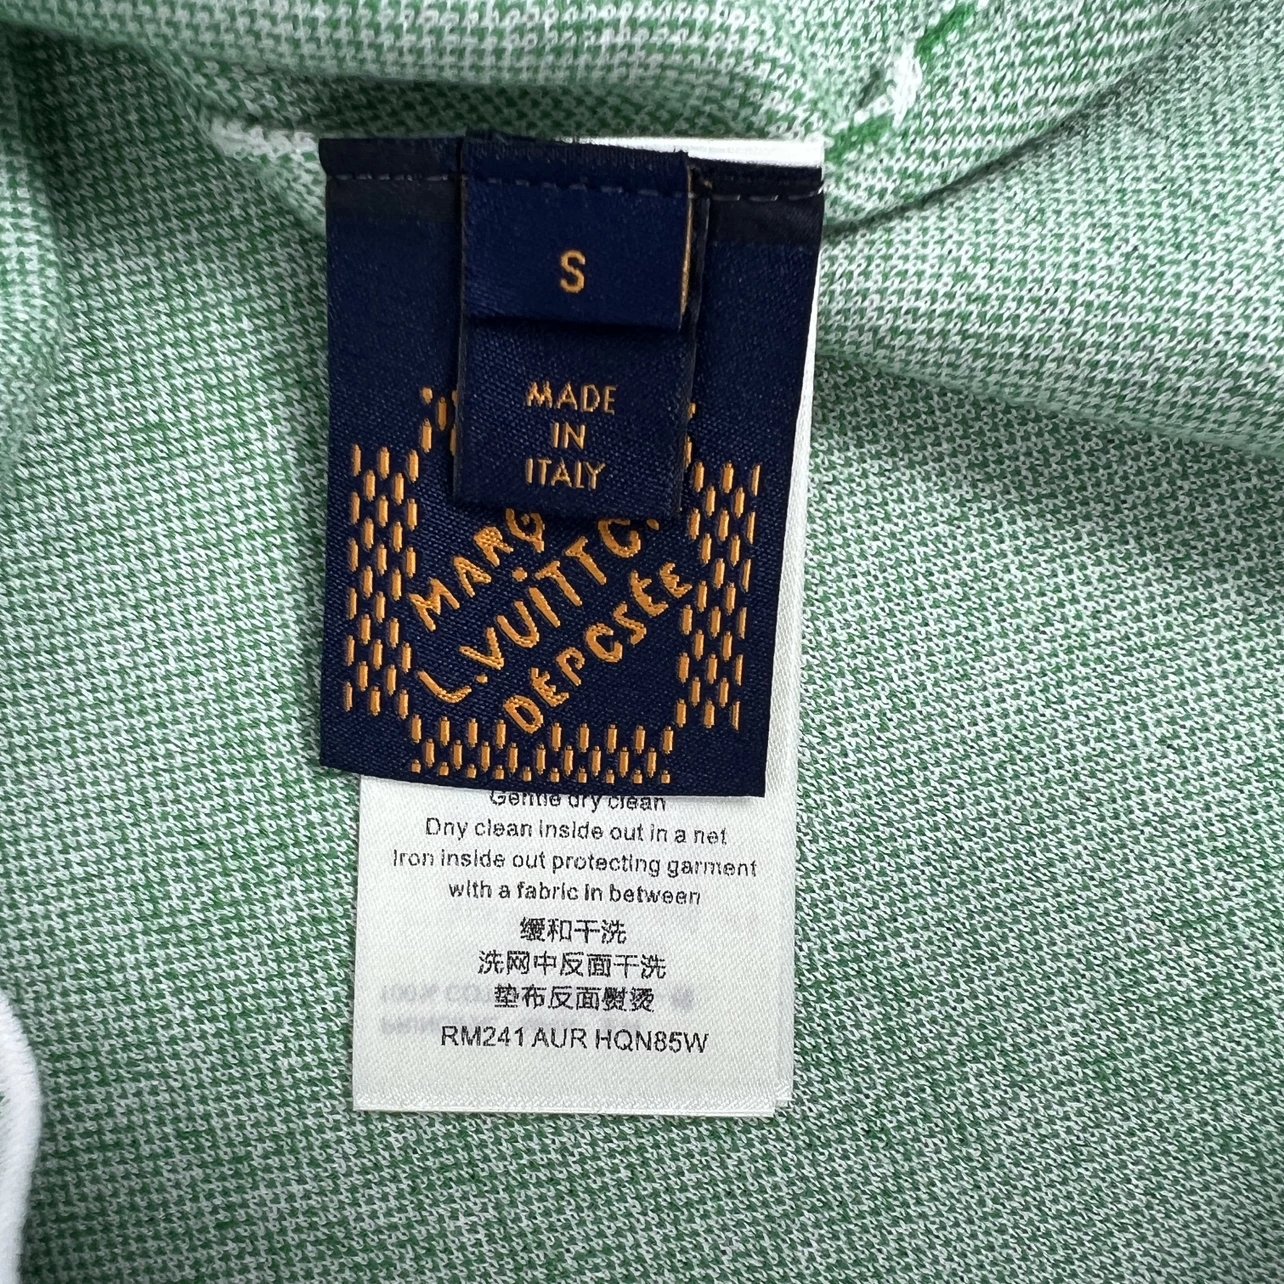 S
MADE
IN
ITALY
MARQ
L.VUITTO
DÉPOSÉE
Gentle dry clean
Dry clean inside out in a net
Iron inside out protecting garment
with a fabric in between
缓和干洗
洗网中反面干洗
垫布反面熨烫
RM241 AUR HQN85W